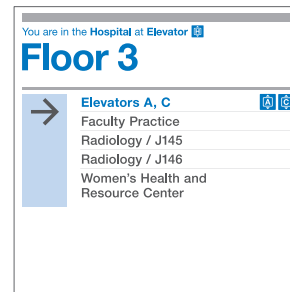 You are in the Hospital at Elevator H
Floor 3
Elevators A, C A C
Faculty Practice
Radiology / J145
Radiology / J146
Women's Health and
Resource Center